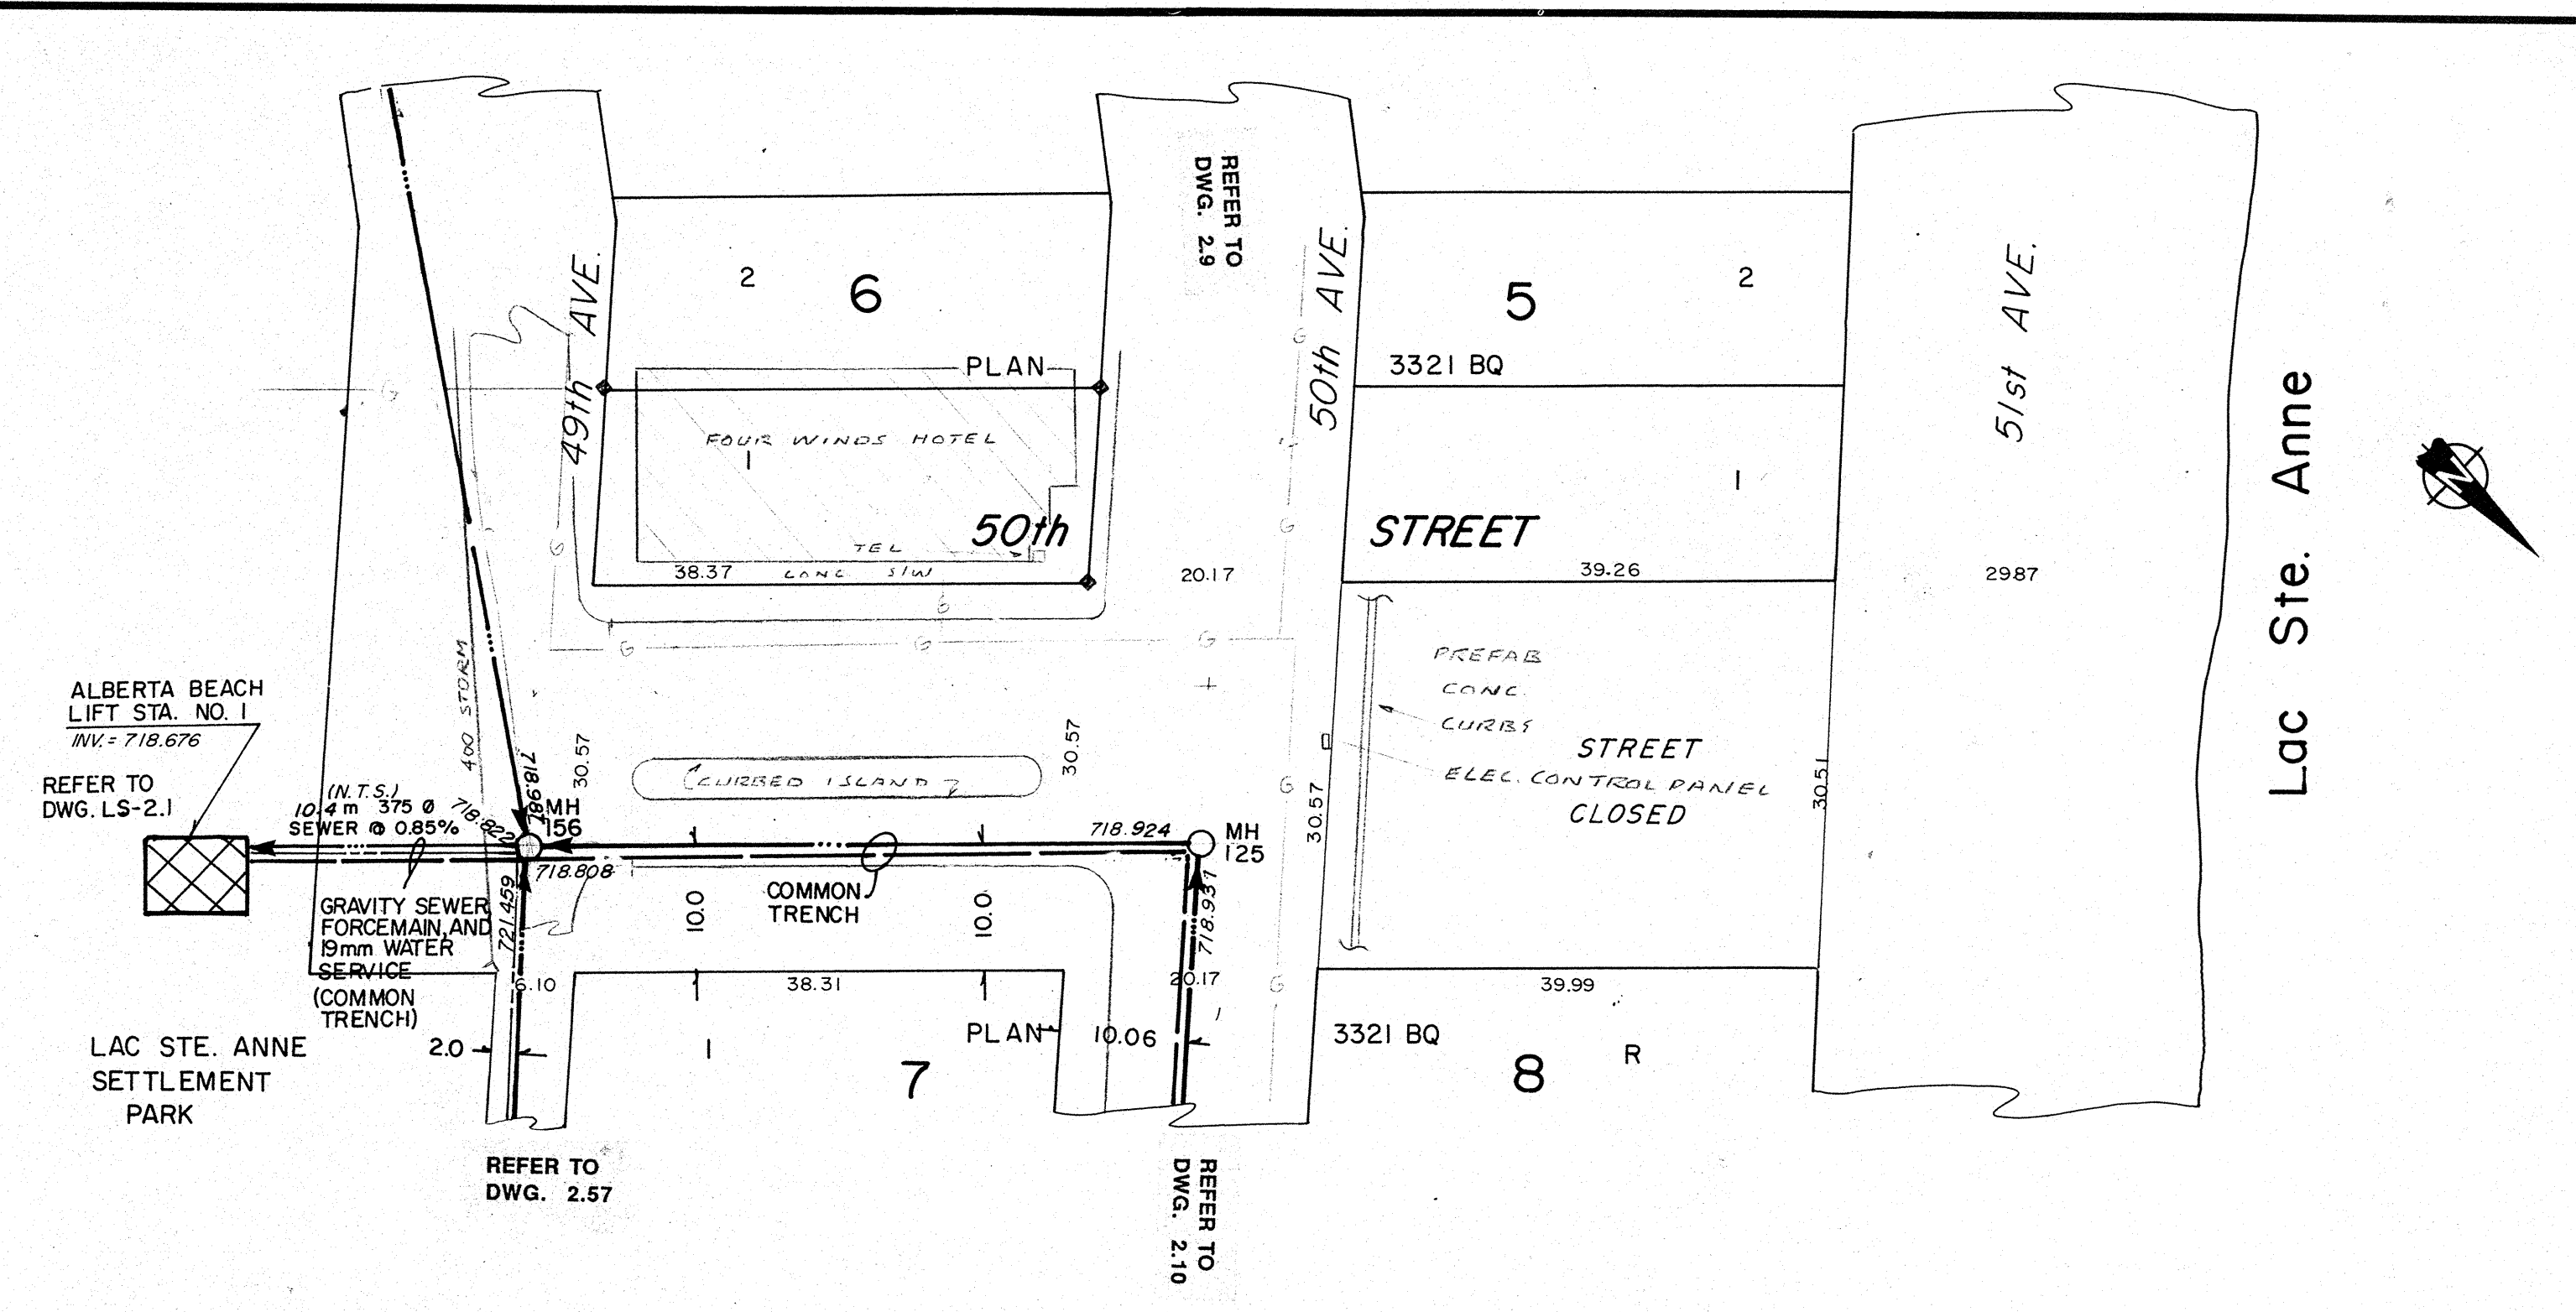 REFER TO
DWG. 2.9
49th AVE.
2
6
50th AVE.
5
2
51st AVE.
PLAN
3321 BQ
FOUR WINDS HOTEL
1
1
50th
STREET
TEL
38.37
CONC. S/W
20.17
39.26
29.87
Lac Ste. Anne
N
G
G
G
G
G
G
G
G
G
G
400 STORM
PREFAB
CONC.
CURBS
ALBERTA BEACH
LIFT STA. NO. 1
INV. = 718.676
REFER TO
DWG. LS-2.1
(N.T.S.)
10.4 m 375 Ø
SEWER @ 0.85%
718.822
718.987
30.57
MH
156
CURBED ISLAND
30.57
718.924
MH
125
30.57
STREET
ELEC. CONTROL PANEL
CLOSED
30.51
718.808
721.459
GRAVITY SEWER
FORCEMAIN, AND
19mm WATER
SERVICE
(COMMON
TRENCH)
COMMON
TRENCH
10.0
10.0
718.937
6.10
38.31
20.17
39.99
LAC STE. ANNE
SETTLEMENT
PARK
2.0
1
PLAN
10.06
3321 BQ
R
7
8
REFER TO
DWG. 2.57
REFER TO
DWG. 2.10